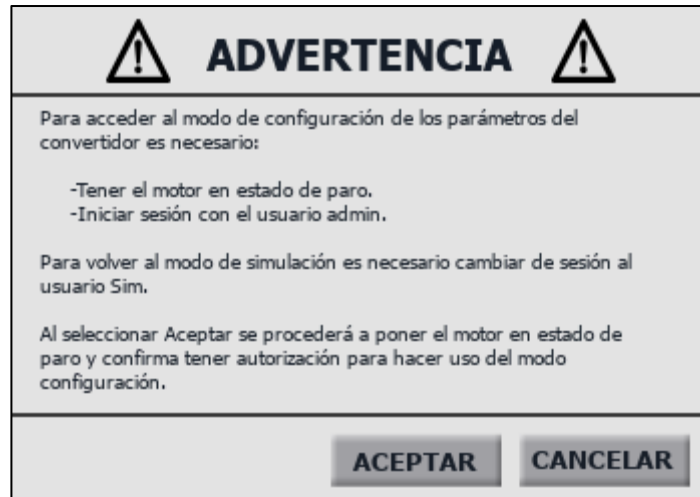 ADVERTENCIA
Para acceder al modo de configuración de los parámetros del
convertidor es necesario:
-Tener el motor en estado de paro.
-Iniciar sesión con el usuario admin.
Para volver al modo de simulación es necesario cambiar de sesión al
usuario Sim.
Al seleccionar Aceptar se procederá a poner el motor en estado de
paro y confirma tener autorización para hacer uso del modo
configuración.
ACEPTAR CANCELAR